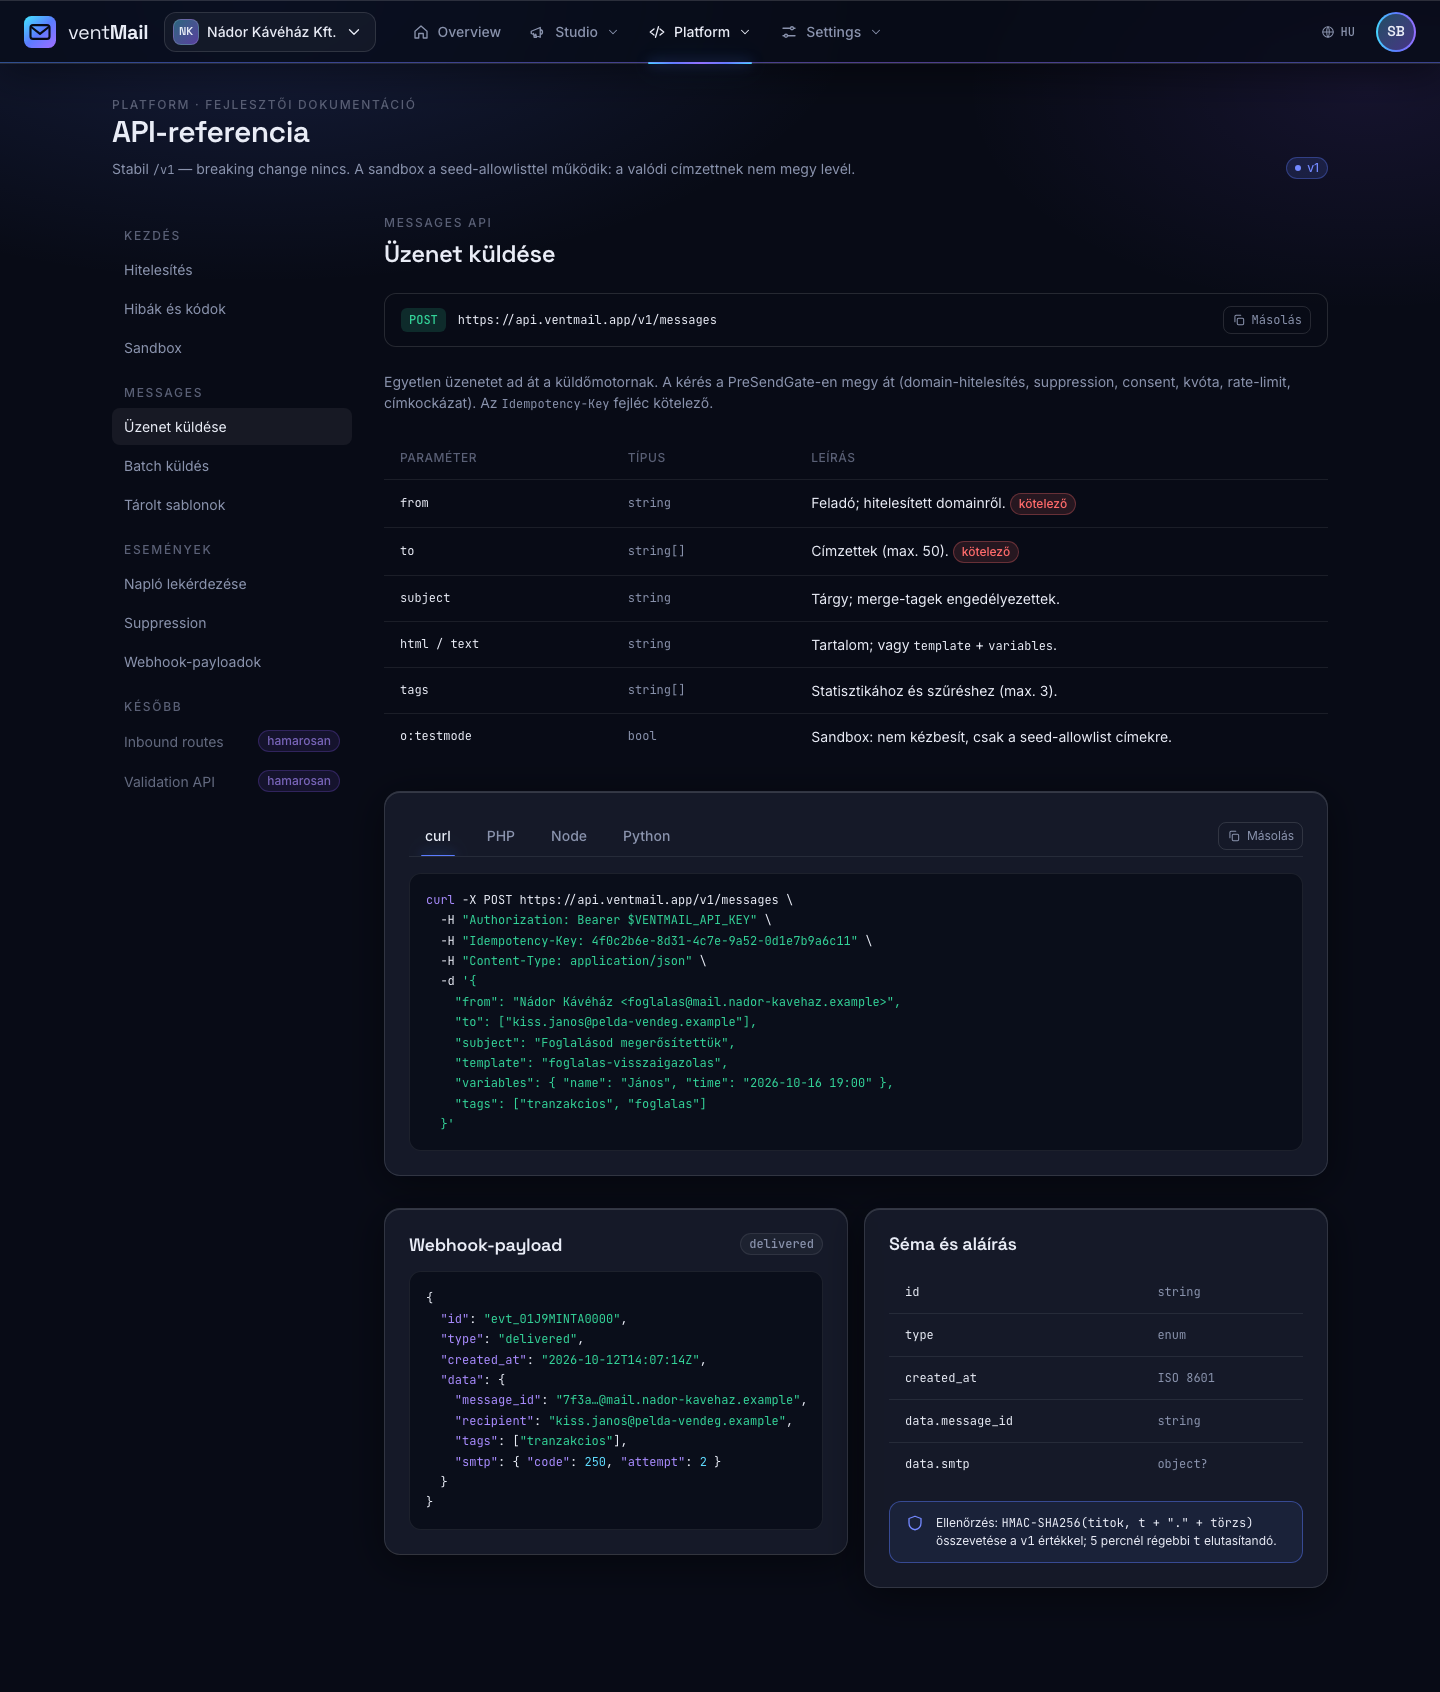 ventMail
NK Nádor Kávéház Kft.
Overview
Studio
Platform
Settings
HU
SB
PLATFORM · FEJLESZTŐI DOKUMENTÁCIÓ
API-referencia
Stabil /v1 — breaking change nincs. A sandbox a seed-allowlisttel működik: a valódi címzettnek nem megy levél.
v1
KEZDÉS
Hitelesítés
Hibák és kódok
Sandbox
MESSAGES
Üzenet küldése
Batch küldés
Tárolt sablonok
ESEMÉNYEK
Napló lekérdezése
Suppression
Webhook-payloadok
KÉSŐBB
Inbound routes hamarosan
Validation API hamarosan
MESSAGES API
Üzenet küldése
POST https://api.ventmail.app/v1/messages Másolás
Egyetlen üzenetet ad át a küldőmotornak. A kérés a PreSendGate-en megy át (domain-hitelesítés, suppression, consent, kvóta, rate-limit,
címkockázat). Az Idempotency-Key fejléc kötelező.
PARAMÉTER TÍPUS LEÍRÁS
from string Feladó; hitelesített domainről. kötelező
to string[] Címzettek (max. 50). kötelező
subject string Tárgy; merge-tagek engedélyezettek.
html / text string Tartalom; vagy template + variables.
tags string[] Statisztikához és szűréshez (max. 3).
o:testmode bool Sandbox: nem kézbesít, csak a seed-allowlist címekre.
curl PHP Node Python Másolás
curl -X POST https://api.ventmail.app/v1/messages \
-H "Authorization: Bearer $VENTMAIL_API_KEY" \
-H "Idempotency-Key: 4f0c2b6e-8d31-4c7e-9a52-0d1e7b9a6c11" \
-H "Content-Type: application/json" \
-d '{
"from": "Nádor Kávéház <foglalas@mail.nador-kavehaz.example>",
"to": ["kiss.janos@pelda-vendeg.example"],
"subject": "Foglalásod megerősítettük",
"template": "foglalas-visszaigazolas",
"variables": { "name": "János", "time": "2026-10-16 19:00" },
"tags": ["tranzakcios", "foglalas"]
}'
Webhook-payload delivered
{
"id": "evt_01J9MINTA0000",
"type": "delivered",
"created_at": "2026-10-12T14:07:14Z",
"data": {
"message_id": "7f3a…@mail.nador-kavehaz.example",
"recipient": "kiss.janos@pelda-vendeg.example",
"tags": ["tranzakcios"],
"smtp": { "code": 250, "attempt": 2 }
}
}
Séma és aláírás
id string
type enum
created_at ISO 8601
data.message_id string
data.smtp object?
Ellenőrzés: HMAC-SHA256(titok, t + "." + törzs)
összevetése a v1 értékkel; 5 percnél régebbi t elutasítandó.